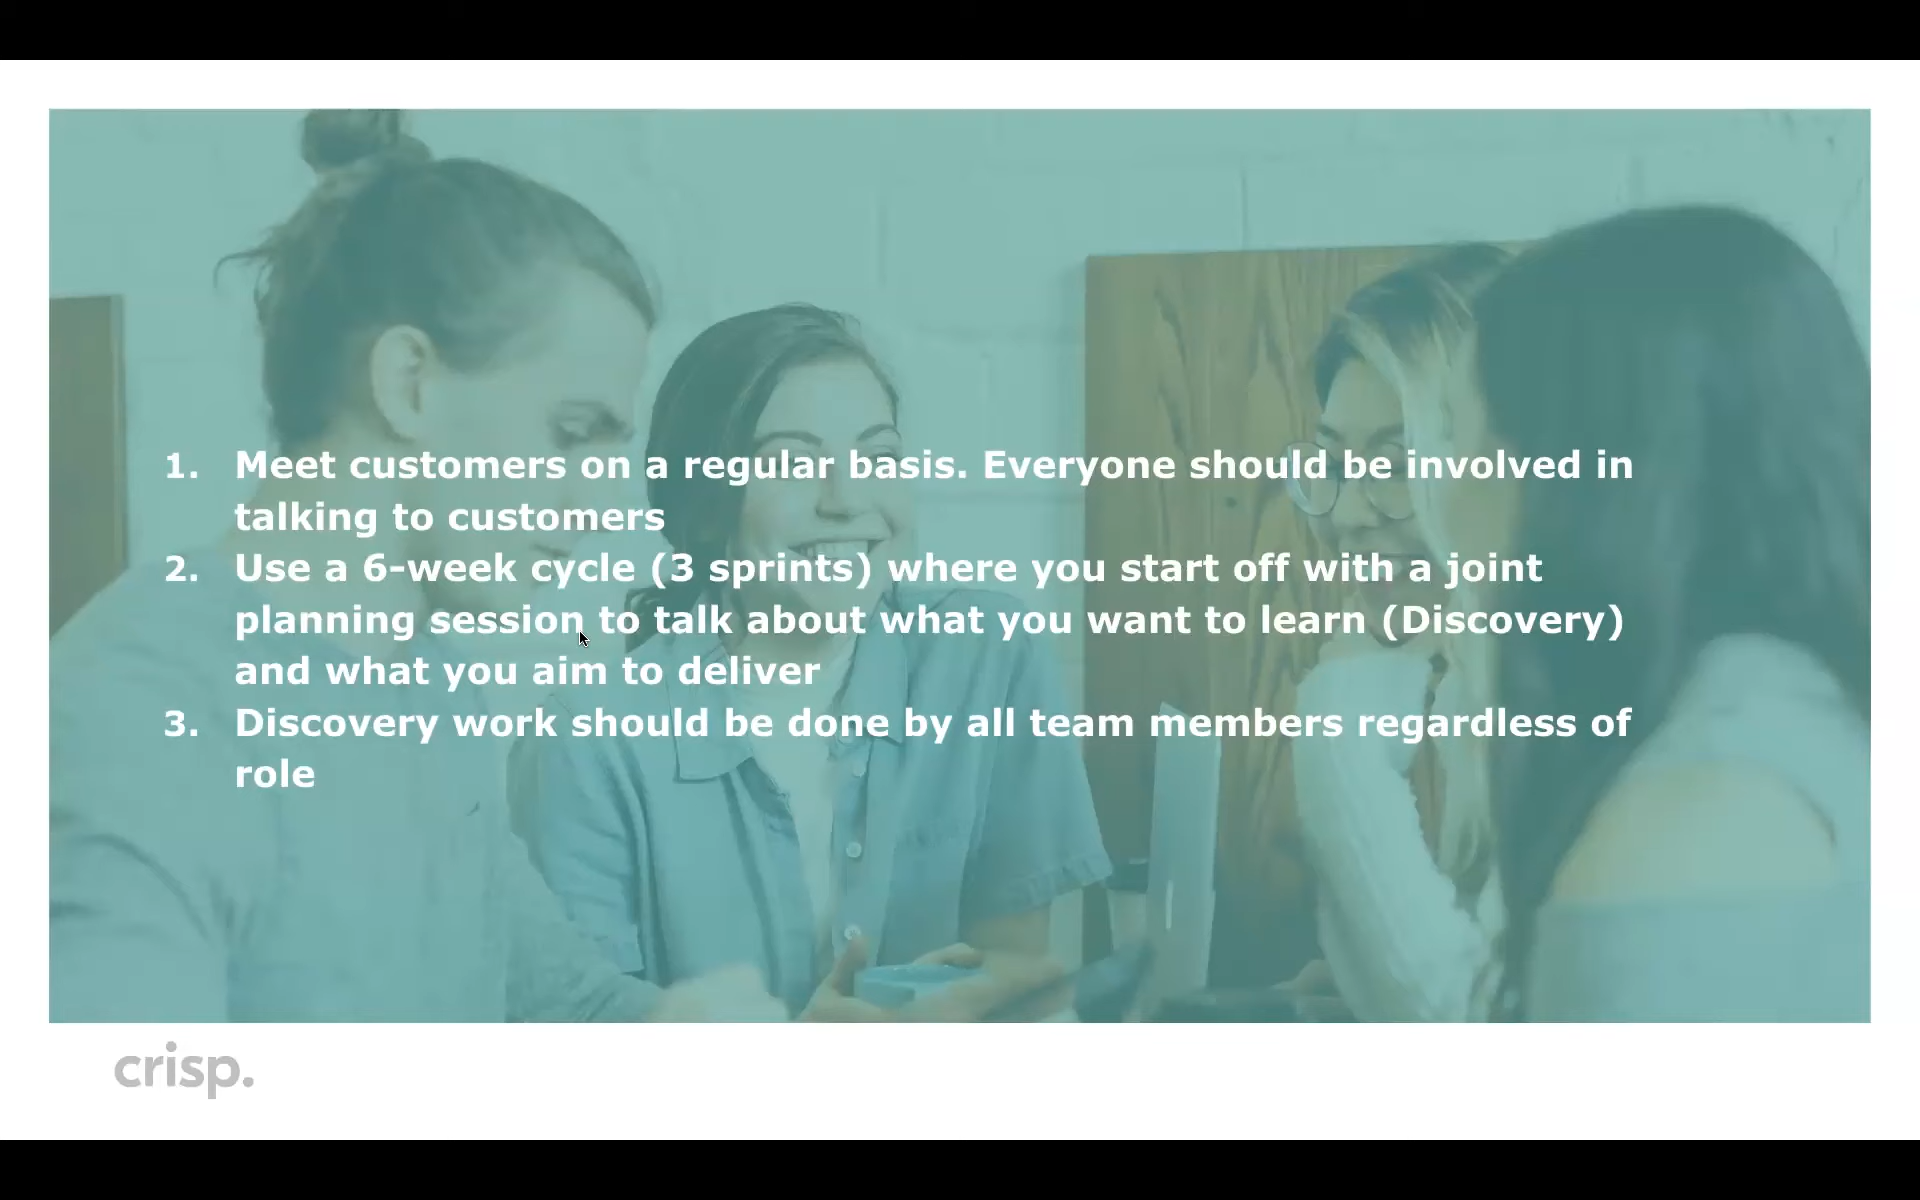 1. Meet customers on a regular basis. Everyone should be involved in
talking to customers
2. Use a 6-week cycle (3 sprints) where you start off with a joint
planning session to talk about what you want to learn (Discovery)
and what you aim to deliver
3. Discovery work should be done by all team members regardless of
role
crisp.